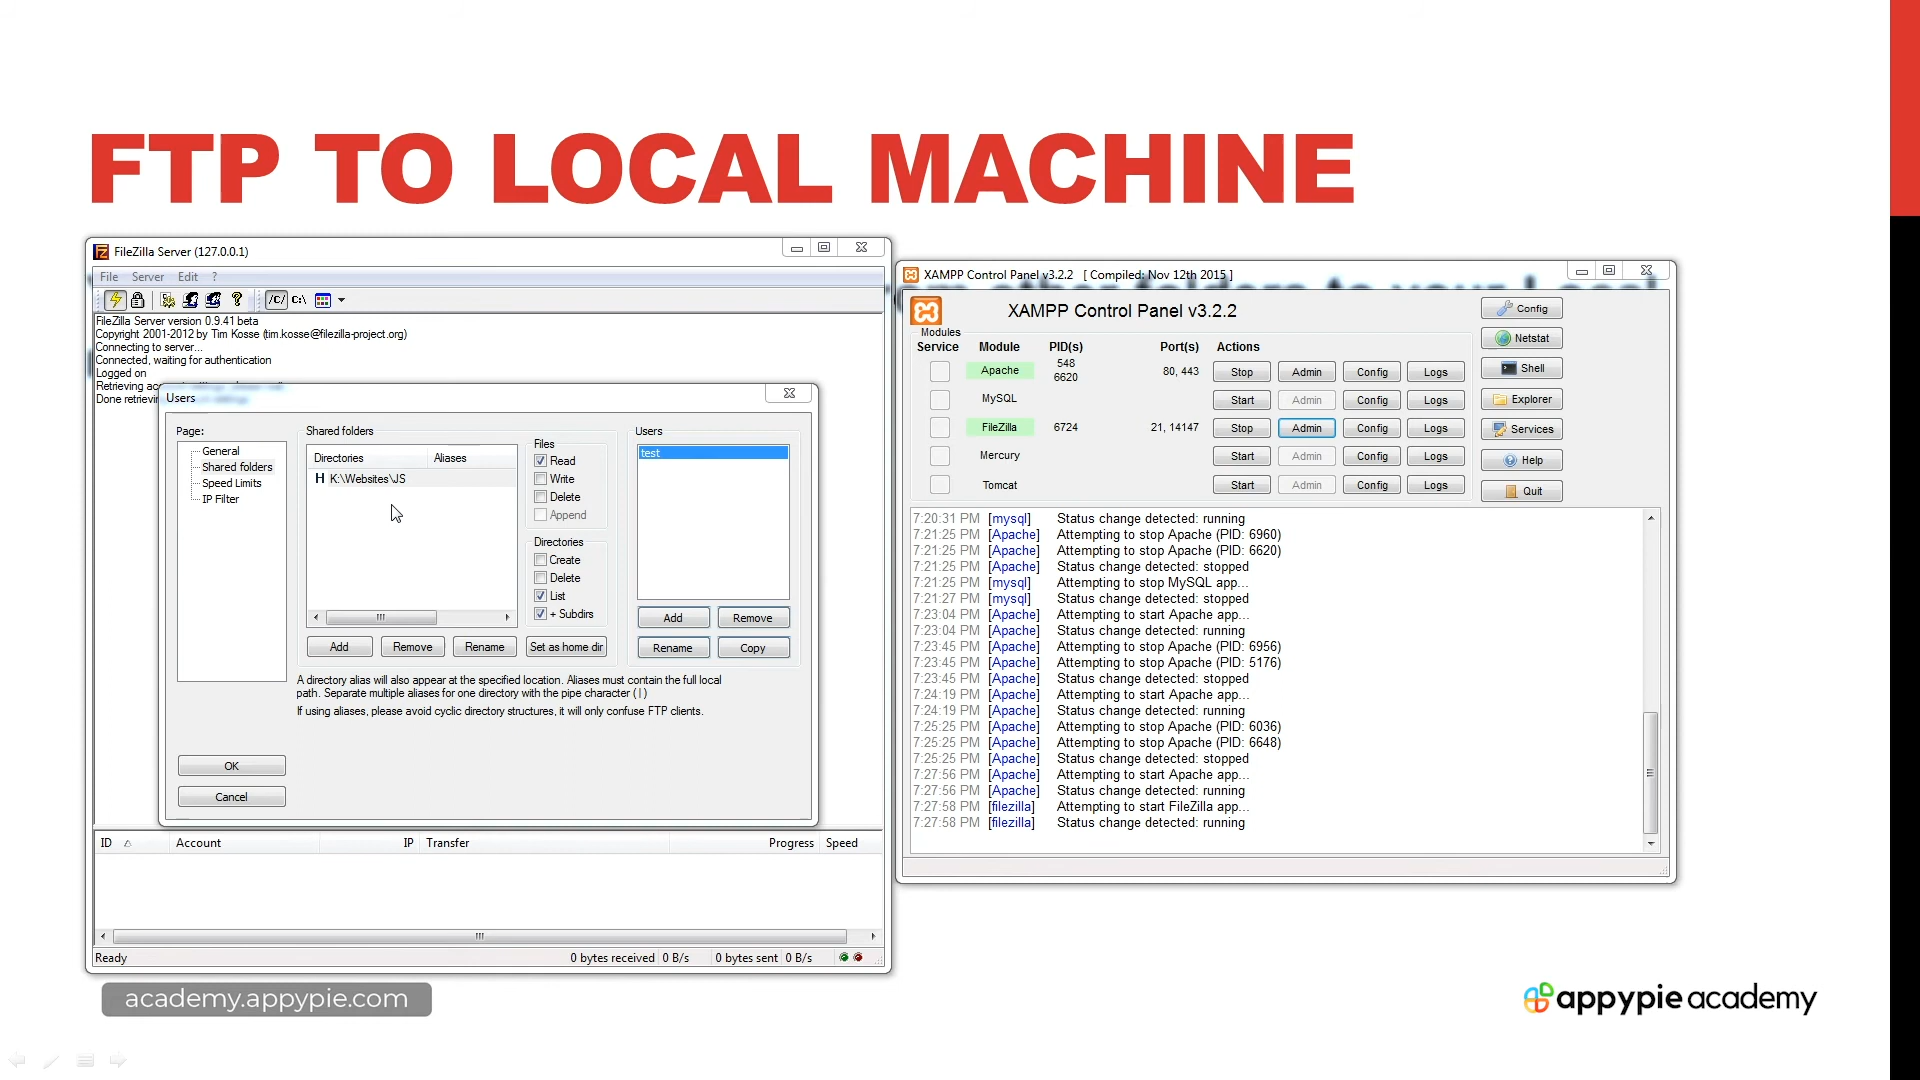 FTP TO LOCAL MACHINE
FileZilla Server (127.0.0.1)
File Server Edit ?
/C/ C:\
FileZilla Server version 0.9.41 beta
Copyright 2001-2012 by Tim Kosse (tim.kosse@filezilla-project.org)
Connecting to server...
Connected, waiting for authentication
Logged on
Retrieving
Done
Users
Page:
General
Shared folders
Speed Limits
IP Filter
Shared folders
Directories Aliases
H K:\Websites\JS
Files
Read
Write
Delete
Append
Directories
Create
Delete
List
+ Subdirs
Add Remove Rename Set as home dir
Users
test
Add Remove
Rename Copy
A directory alias will also appear at the specified location. Aliases must contain the full local
path. Separate multiple aliases for one directory with the pipe character (|)
If using aliases, please avoid cyclic directory structures, it will only confuse FTP clients.
OK
Cancel
ID Account IP Transfer Progress Speed
Ready 0 bytes received 0 B/s 0 bytes sent 0 B/s
XAMPP Control Panel v3.2.2 [ Compiled: Nov 12th 2015 ]
XAMPP Control Panel v3.2.2
Modules
Service Module PID(s) Port(s) Actions
Apache 548 6620 80, 443 Stop Admin Config Logs
MySQL Start Admin Config Logs
FileZilla 6724 21, 14147 Stop Admin Config Logs
Mercury Start Admin Config Logs
Tomcat Start Admin Config Logs
Config
Netstat
Shell
Explorer
Services
Help
Quit
7:20:31 PM [mysql] Status change detected: running
7:21:25 PM [Apache] Attempting to stop Apache (PID: 6960)
7:21:25 PM [Apache] Attempting to stop Apache (PID: 6620)
7:21:25 PM [Apache] Status change detected: stopped
7:21:25 PM [mysql] Attempting to stop MySQL app...
7:21:27 PM [mysql] Status change detected: stopped
7:23:04 PM [Apache] Attempting to start Apache app...
7:23:04 PM [Apache] Status change detected: running
7:23:45 PM [Apache] Attempting to stop Apache (PID: 6956)
7:23:45 PM [Apache] Attempting to stop Apache (PID: 5176)
7:23:45 PM [Apache] Status change detected: stopped
7:24:19 PM [Apache] Attempting to start Apache app...
7:24:19 PM [Apache] Status change detected: running
7:25:25 PM [Apache] Attempting to stop Apache (PID: 6036)
7:25:25 PM [Apache] Attempting to stop Apache (PID: 6648)
7:25:25 PM [Apache] Status change detected: stopped
7:27:56 PM [Apache] Attempting to start Apache app...
7:27:56 PM [Apache] Status change detected: running
7:27:58 PM [filezilla] Attempting to start FileZilla app...
7:27:58 PM [filezilla] Status change detected: running
academy.appypie.com
appypie academy